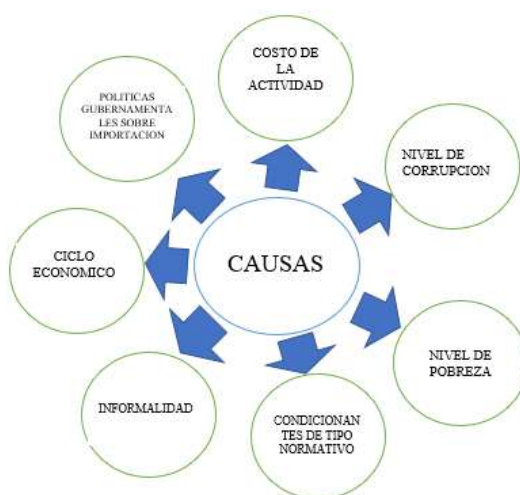 COSTO DE
LA
ACTIVIDAD
NIVEL DE
CORRUPCION
NIVEL DE
POBREZA
CONDICIONAN
TES DE TIPO
NORMATIVO
INFORMALIDAD
CICLO
ECONOMICO
POLITICAS
GUBERNAMENTA
LES SOBRE
IMPORTACION
CAUSAS